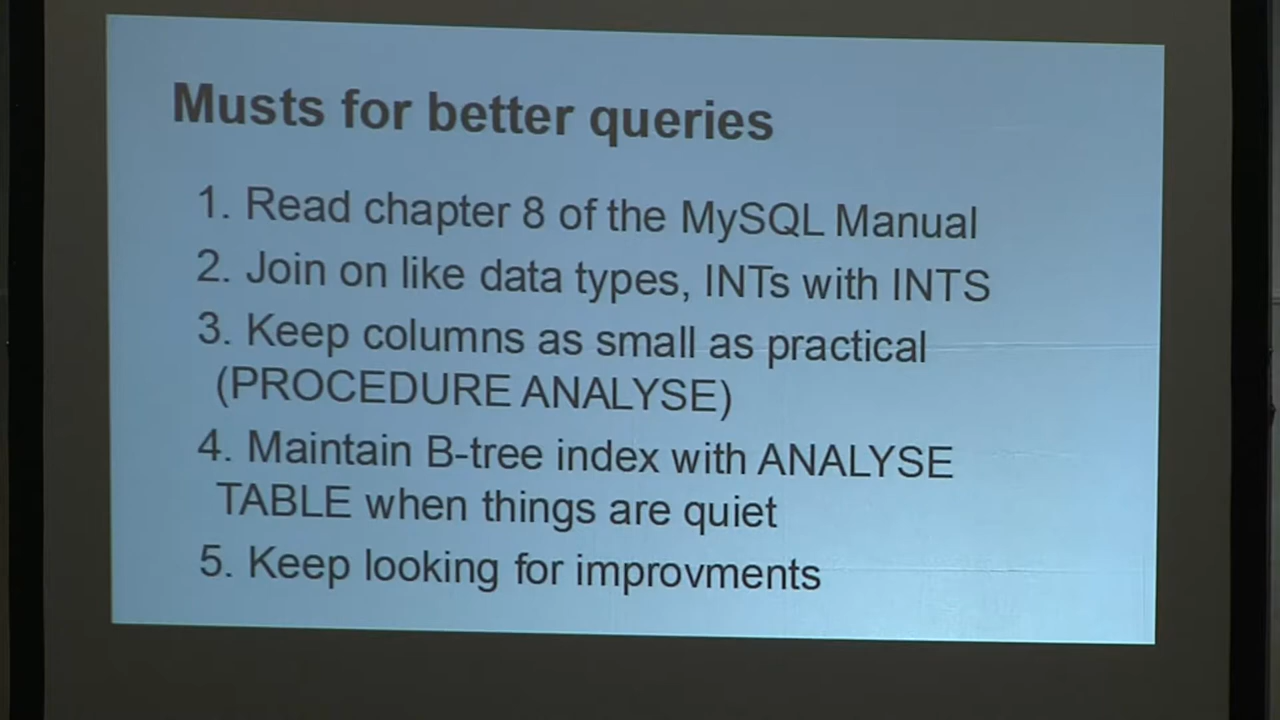 Musts for better queries
1. Read chapter 8 of the MySQL Manual
2. Join on like data types, INTs with INTS
3. Keep columns as small as practical
(PROCEDURE ANALYSE)
4. Maintain B-tree index with ANALYSE
TABLE when things are quiet
5. Keep looking for improvments